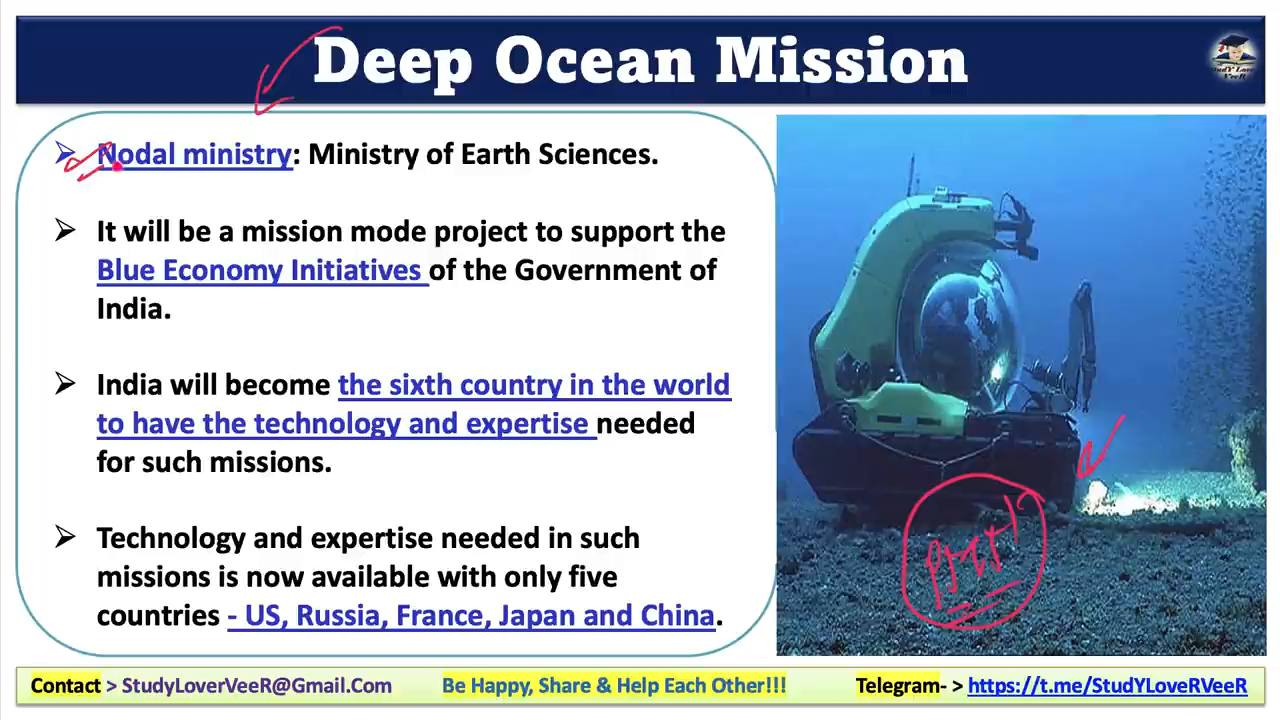 Deep Ocean Mission
StudY Love
VeeR
➢ Nodal ministry: Ministry of Earth Sciences.
➢ It will be a mission mode project to support the
Blue Economy Initiatives of the Government of
India.
➢ India will become the sixth country in the world
to have the technology and expertise needed
for such missions.
➢ Technology and expertise needed in such
missions is now available with only five
countries - US, Russia, France, Japan and China.
Contact > StudyLoverVeeR@Gmail.Com
Be Happy, Share & Help Each Other!!!
Telegram- > https://t.me/StudYLoveRVeeR